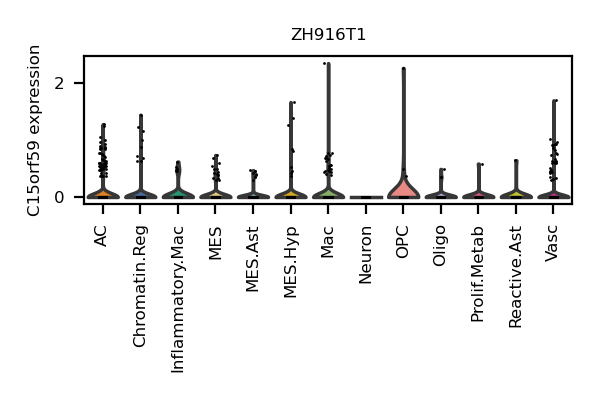 ZH916T1
C15orf59 expression
2
0
AC
Chromatin.Reg
Inflammatory.Mac
MES
MES.Ast
MES.Hyp
Mac
Neuron
OPC
Oligo
Prolif.Metab
Reactive.Ast
Vasc